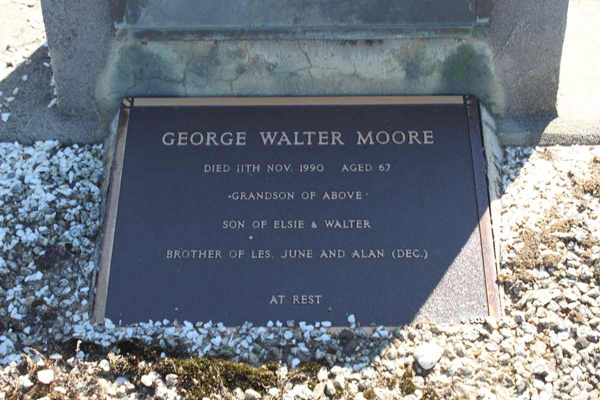 GEORGE WALTER MOORE
DIED 11TH NOV. 1990 AGED 67
GRANDSON OF ABOVE
SON OF ELSIE & WALTER
BROTHER OF LES, JUNE AND ALAN (DEC.)
AT REST